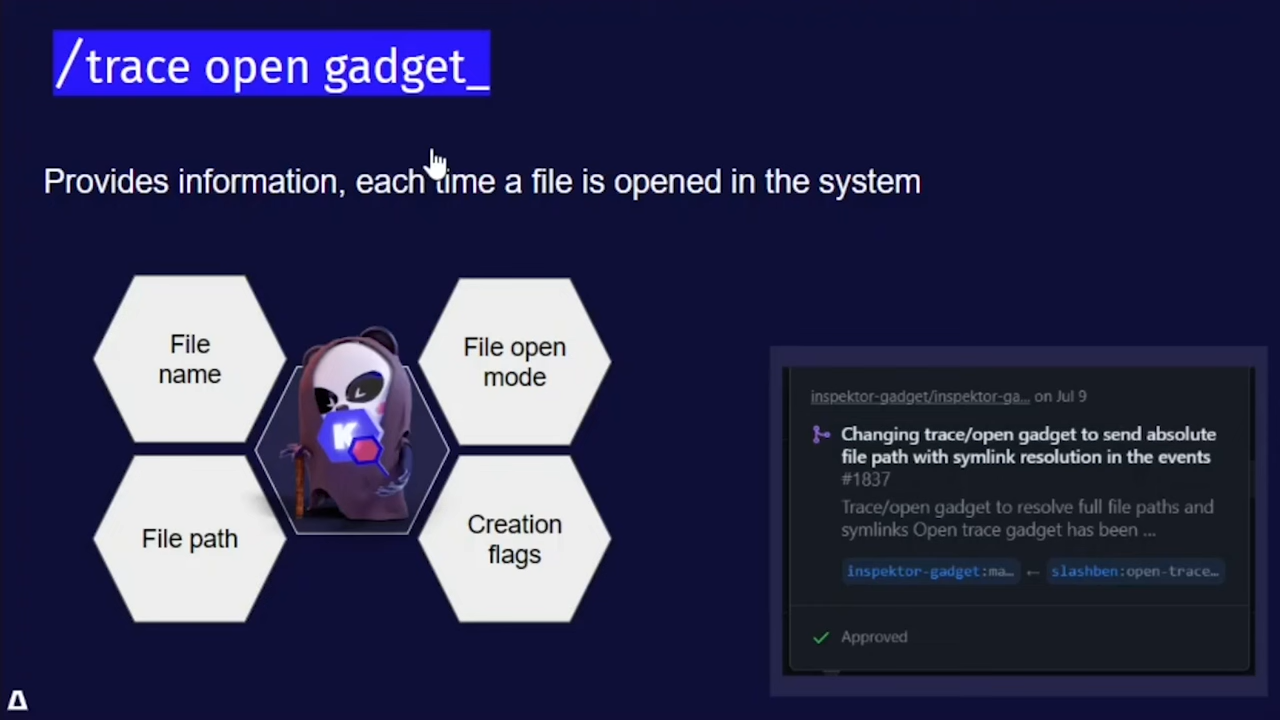 /trace open gadget_
Provides information, each time a file is opened in the system
File
name
File open
mode
File path
Creation
flags
K
inspektor-gadget/inspektor-ga... on Jul 9
Changing trace/open gadget to send absolute
file path with symlink resolution in the events
#1837
Trace/open gadget to resolve full file paths and
symlinks Open trace gadget has been ...
inspektor-gadget:ma… ← slashben:open-trace…
Approved